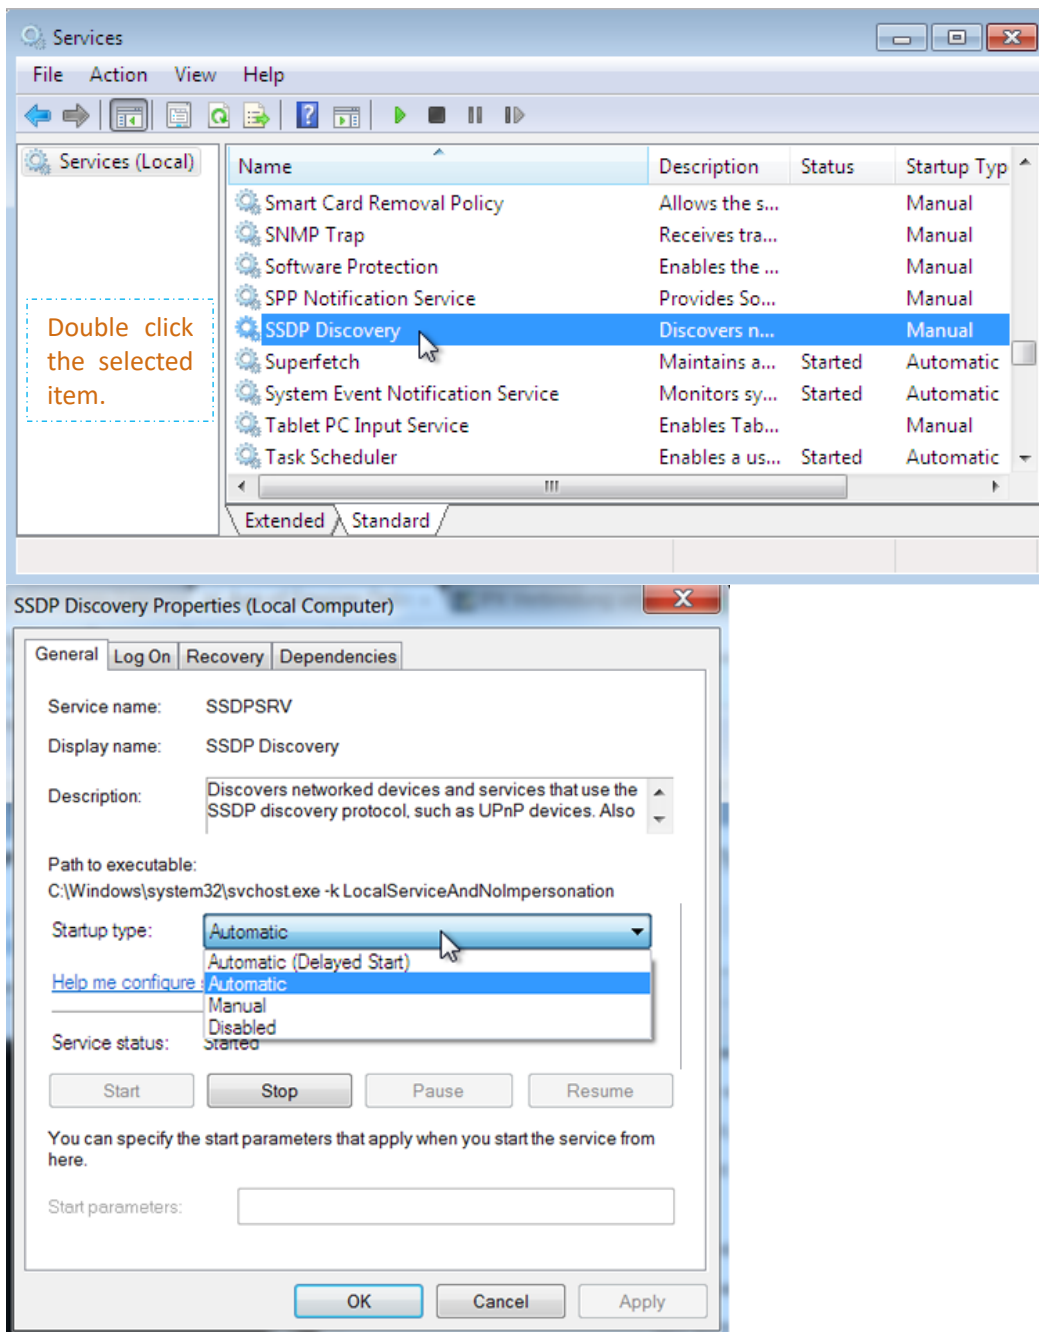 Services
File Action View Help
Services (Local)
Name Description Status Startup Typ
Smart Card Removal Policy Allows the s... Manual
SNMP Trap Receives tra... Manual
Software Protection Enables the ... Manual
SPP Notification Service Provides So... Manual
SSDP Discovery Discovers n... Manual
Superfetch Maintains a... Started Automatic
System Event Notification Service Monitors sy... Started Automatic
Tablet PC Input Service Enables Tab... Manual
Task Scheduler Enables a us... Started Automatic
Double click
the selected
item.
Extended Standard
SSDP Discovery Properties (Local Computer)
General Log On Recovery Dependencies
Service name: SSDPSRV
Display name: SSDP Discovery
Description: Discovers networked devices and services that use the
SSDP discovery protocol, such as UPnP devices. Also
Path to executable:
C:\Windows\system32\svchost.exe -k LocalServiceAndNoImpersonation
Startup type: Automatic
Automatic (Delayed Start)
Help me configure Automatic
Manual
Disabled
Service status: Started
Start Stop Pause Resume
You can specify the start parameters that apply when you start the service from
here.
Start parameters:
OK Cancel Apply